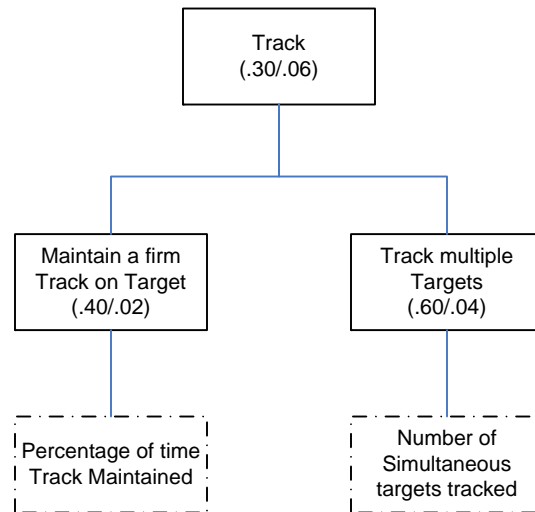 Track
(.30/.06)
Maintain a firm
Track on Target
(.40/.02)
Track multiple
Targets
(.60/.04)
Percentage of time
Track Maintained
Number of
Simultaneous
targets tracked